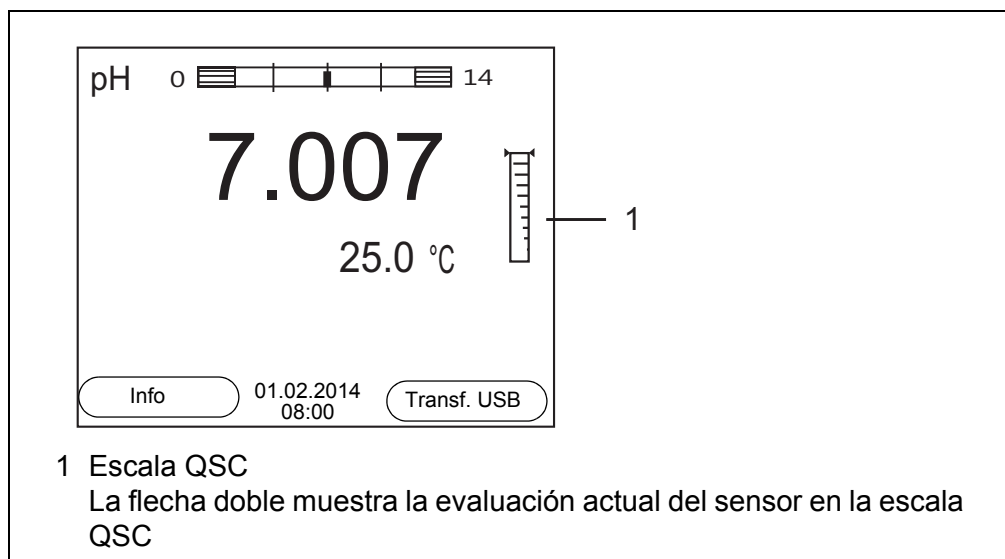 pH 0 14
7.007
1
25.0 °C
Info
01.02.2014
08:00
Transf. USB
1 Escala QSC
La flecha doble muestra la evaluación actual del sensor en la escala
QSC